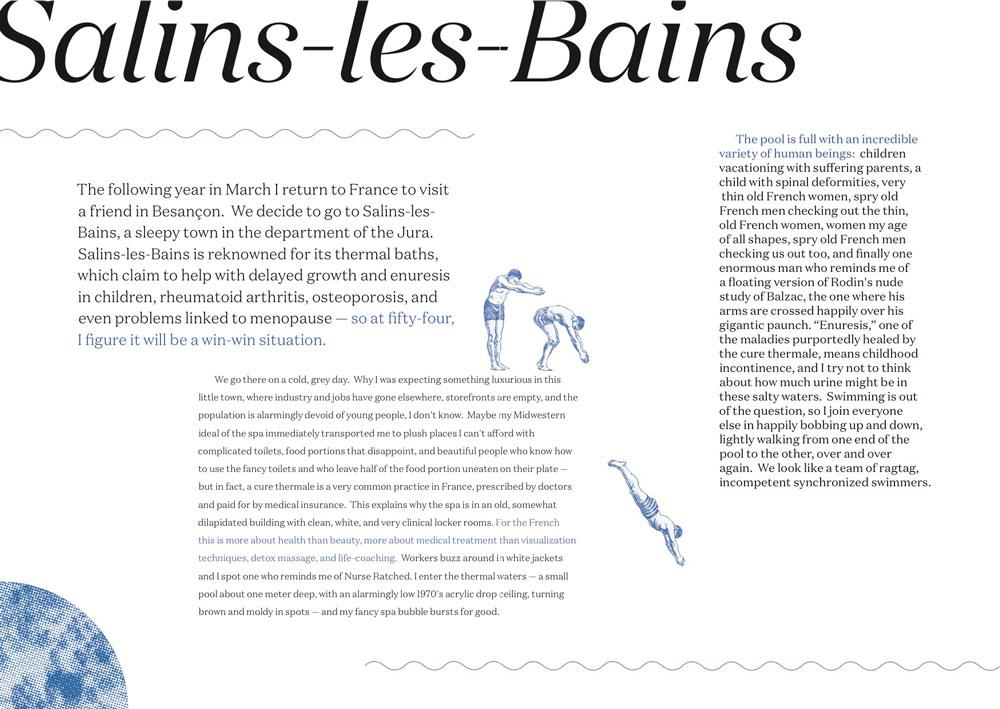 Salins-les-Bains
The following year in March I return to France to visit
a friend in Besançon. We decide to go to Salins-les-
Bains, a sleepy town in the department of the Jura.
Salins-les-Bains is reknowned for its thermal baths,
which claim to help with delayed growth and enuresis
in children, rheumatoid arthritis, osteoporosis, and
even problems linked to menopause — so at fifty-four,
I figure it will be a win-win situation.
We go there on a cold, grey day. Why I was expecting something luxurious in this
little town, where industry and jobs have gone elsewhere, storefronts are empty, and the
population is alarmingly devoid of young people, I don't know. Maybe my Midwestern
ideal of the spa immediately transported me to plush places I can't afford with
complicated toilets, food portions that disappoint, and beautiful people who know how
to use the fancy toilets and who leave half of the food portion uneaten on their plate —
but in fact, a cure thermale is a very common practice in France, prescribed by doctors
and paid for by medical insurance. This explains why the spa is in an old, somewhat
dilapidated building with clean, white, and very clinical locker rooms. For the French
this is more about health than beauty, more about medical treatment than visualization
techniques, detox massage, and life-coaching. Workers buzz around in white jackets
and I spot one who reminds me of Nurse Ratched. I enter the thermal waters — a small
pool about one meter deep, with an alarmingly low 1970's acrylic drop ceiling, turning
brown and moldy in spots — and my fancy spa bubble bursts for good.
The pool is full with an incredible
variety of human beings: children
vacationing with suffering parents, a
child with spinal deformities, very
thin old French women, spry old
French men checking out the thin,
old French women, women my age
of all shapes, spry old French men
checking us out too, and finally one
enormous man who reminds me of
a floating version of Rodin's nude
study of Balzac, the one where his
arms are crossed happily over his
gigantic paunch. "Enuresis," one of
the maladies purportedly healed by
the cure thermale, means childhood
incontinence, and I try not to think
about how much urine might be in
these salty waters. Swimming is out
of the question, so I join everyone
else in happily bobbing up and down,
lightly walking from one end of the
pool to the other, over and over
again. We look like a team of ragtag,
incompetent synchronized swimmers.